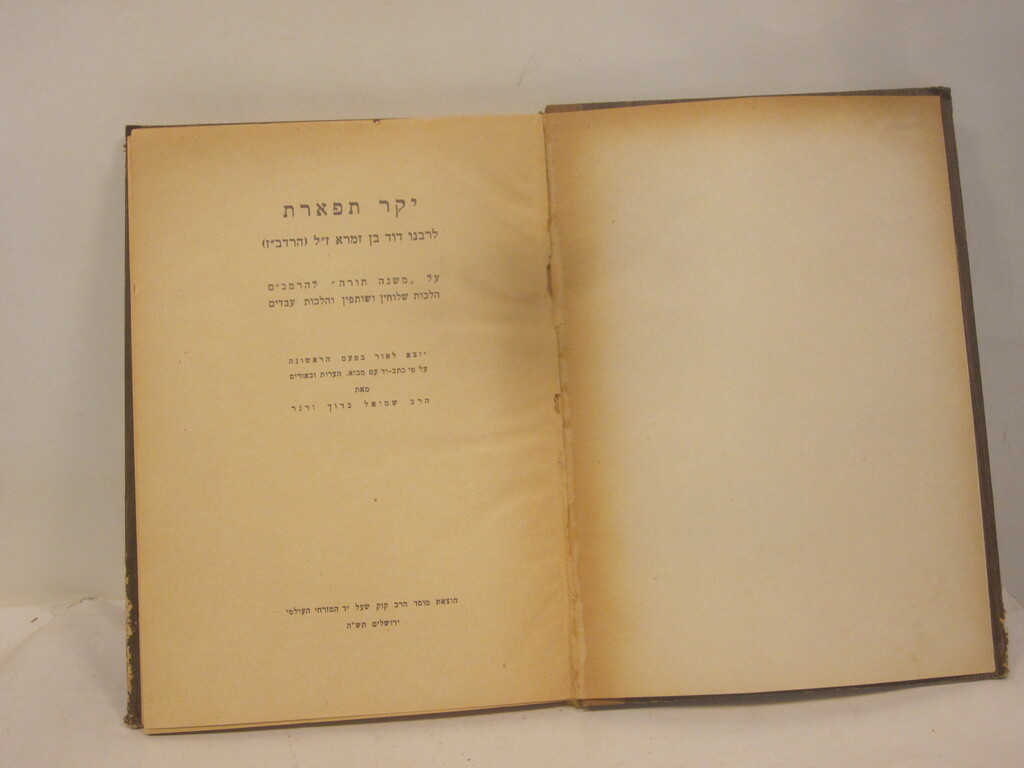 יקר תפארת
לרבנו דוד בן זמרא ז״ל (הרדב״ז)
על „משנה תורה״ להרמב״ם
הלכות שלוחין ושותפין והלכות עבדים
יוצא לאור בפעם הראשונה
על פי כתב-יד עם מבוא, הערות ובאורים
מאת
הרב שמואל ברוך ורנר
הוצאת מוסד הרב קוק שעל יד המזרחי העולמי
ירושלים תש״ה